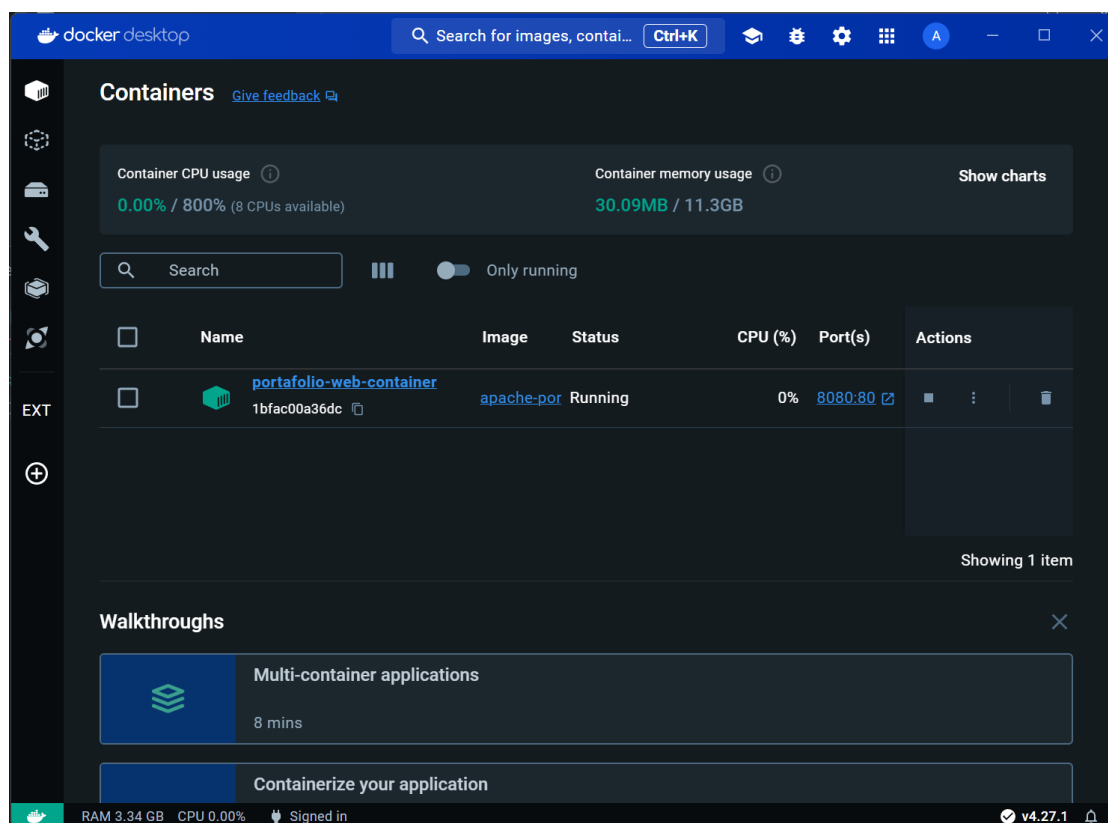 docker desktop
Search for images, contai... Ctrl+K
A
Containers Give feedback
Container CPU usage
0.00% / 800% (8 CPUs available)
Container memory usage
30.09MB / 11.3GB
Show charts
Search
Only running
Name Image Status CPU (%) Port(s) Actions
portafolio-web-container
1bfac00a36dc
apache-por Running 0% 8080:80
EXT
Showing 1 item
Walkthroughs
Multi-container applications
8 mins
Containerize your application
RAM 3.34 GB CPU 0.00% Signed in v4.27.1